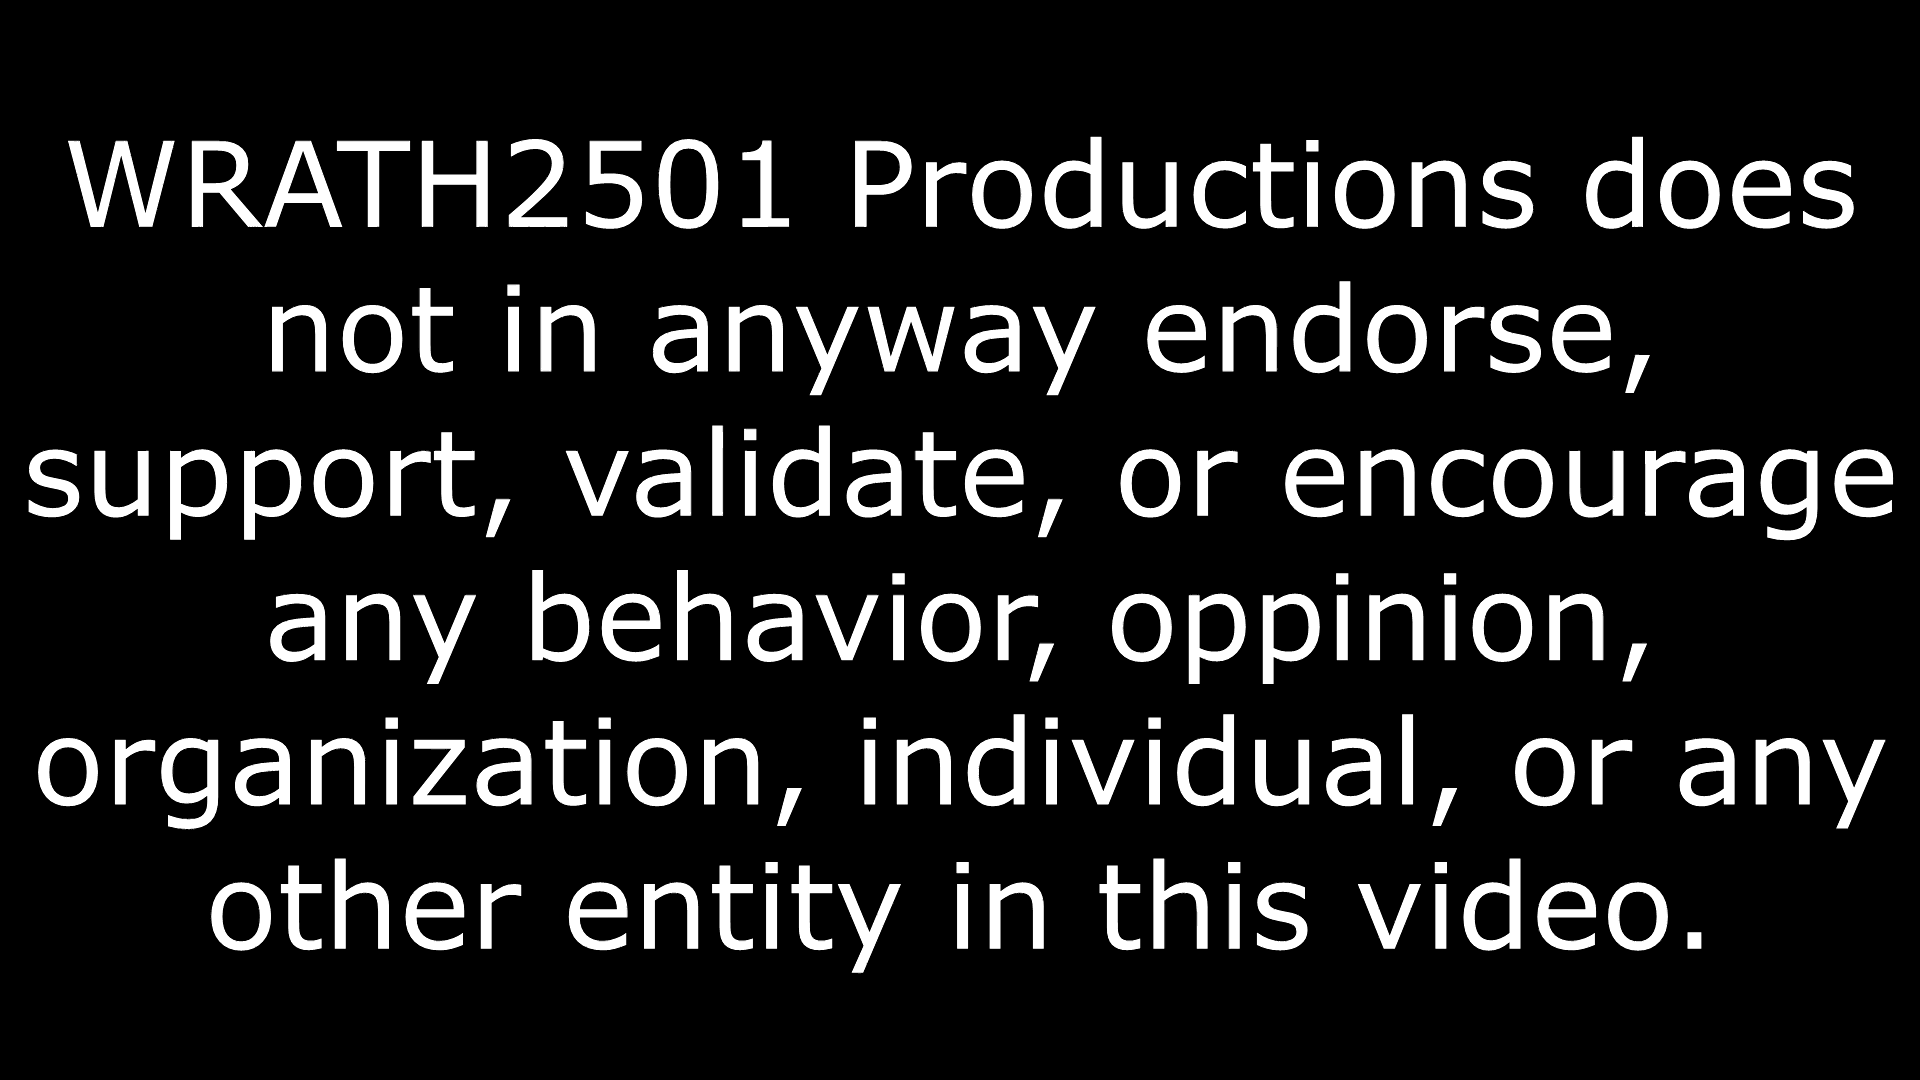 WRATH2501 Productions does
not in anyway endorse,
support, validate, or encourage
any behavior, oppinion,
organization, individual, or any
other entity in this video.